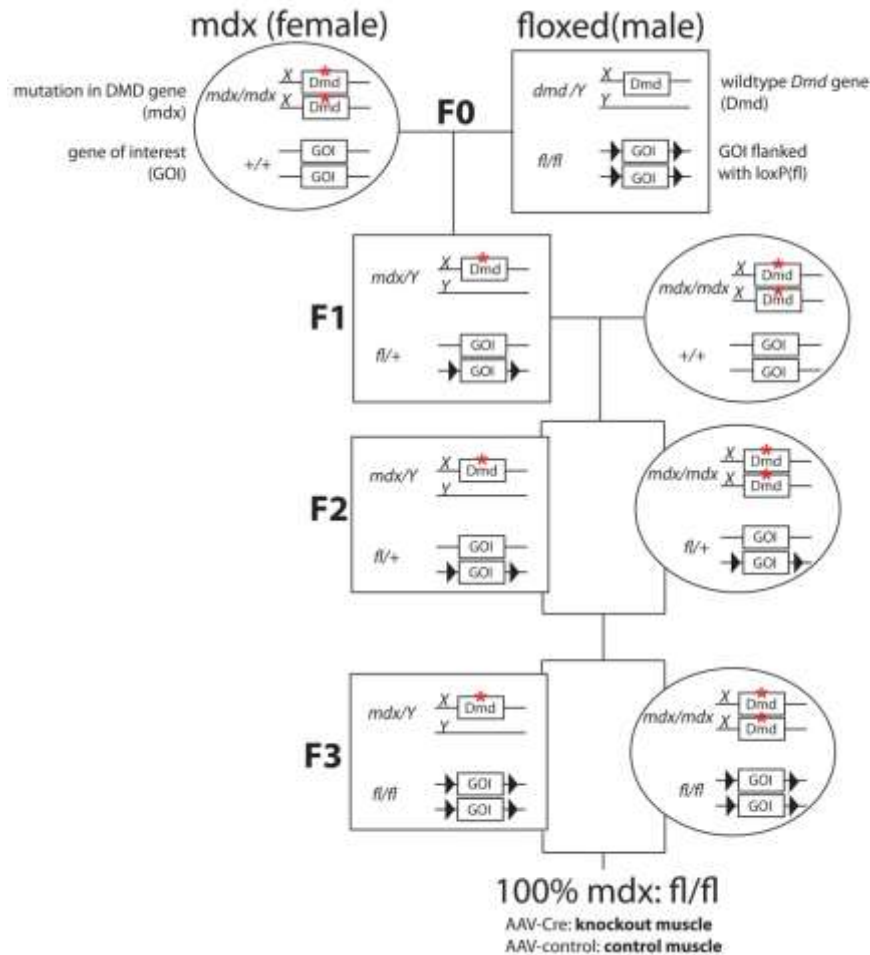 mdx (female)
floxed(male)
mutation in DMD gene
(mdx)
mdx/mdx
X
Dmd
X
Dmd
gene of interest
(GOI)
+/+
GOI
GOI
F0
dmd /Y
X
Dmd
Y
wildtype Dmd gene
(Dmd)
fl/fl
GOI
GOI
GOI flanked
with loxP(fl)
F1
mdx/Y
X
Dmd
Y
fl/+
GOI
GOI
mdx/mdx
X
Dmd
X
Dmd
+/+
GOI
GOI
F2
mdx/Y
X
Dmd
Y
fl/+
GOI
GOI
mdx/mdx
X
Dmd
X
Dmd
fl/+
GOI
GOI
F3
mdx/Y
X
Dmd
Y
fl/fl
GOI
GOI
mdx/mdx
X
Dmd
X
Dmd
fl/fl
GOI
GOI
100% mdx: fl/fl
AAV-Cre: knockout muscle
AAV-control: control muscle